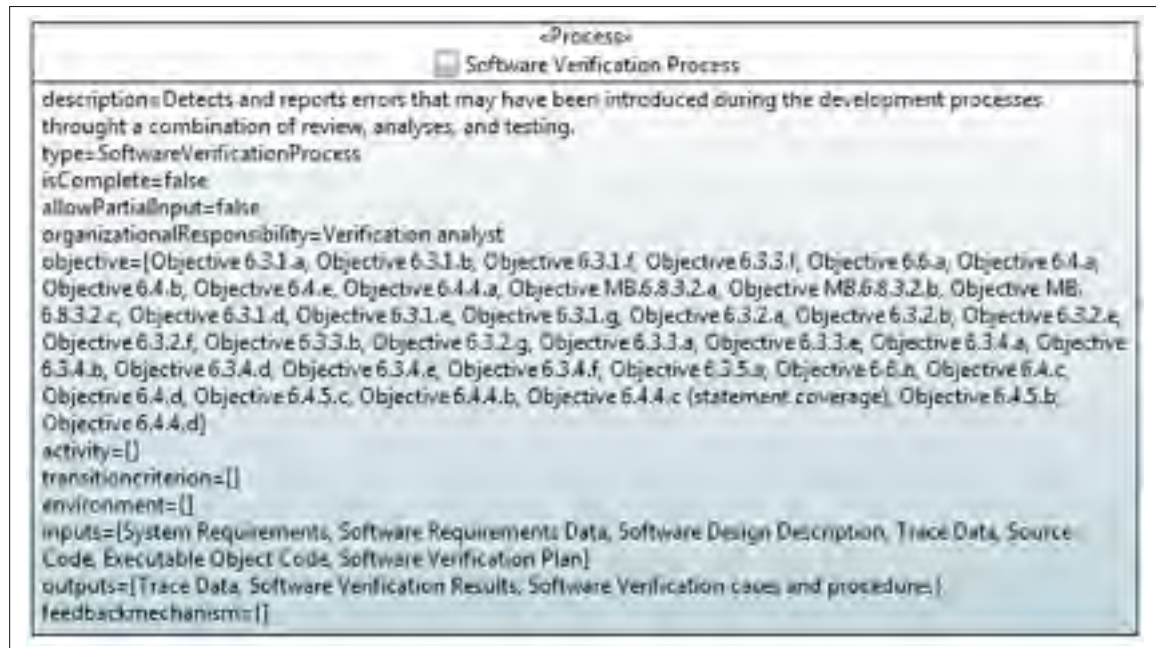 «Process»
Software Verification Process
description=Detects and reports errors that may have been introduced during the development processes
throught a combination of review, analyses, and testing.
type=SoftwareVerificationProcess
isComplete=false
allowPartialInput=false
organizationalResponsibility=Verification analyst
objective=[Objective 6.3.1.a, Objective 6.3.1.b, Objective 6.3.1.f, Objective 6.3.3.f, Objective 6.6.a, Objective 6.4.a,
Objective 6.4.b, Objective 6.4.e, Objective 6.4.4.a, Objective MB.6.8.3.2.a, Objective MB.6.8.3.2.b, Objective MB.
6.8.3.2.c, Objective 6.3.1.d, Objective 6.3.1.e, Objective 6.3.1.g, Objective 6.3.2.a, Objective 6.3.2.b, Objective 6.3.2.e,
Objective 6.3.2.f, Objective 6.3.3.b, Objective 6.3.2.g, Objective 6.3.3.a, Objective 6.3.3.e, Objective 6.3.4.a, Objective
6.3.4.b, Objective 6.3.4.d, Objective 6.3.4.e, Objective 6.3.4.f, Objective 6.3.5.a, Objective Objective 6.4.c,
Objective 6.4.d, Objective 6.4.5.c, Objective 6.4.4.b, Objective 6.4.4.c (statement coverage), Objective 6.4.5.b,
Objective 6.4.4.d]
activity=[]
transitioncriterion=[]
environment=[]
inputs=[System Requirements, Software Requirements Data, Software Design Description, Trace Data, Source
Code, Executable Object Code, Software Verification Plan]
outputs=[Trace Data, Software Verification Results, Software Verification cases and procedures]
feedbackmechanism=[]